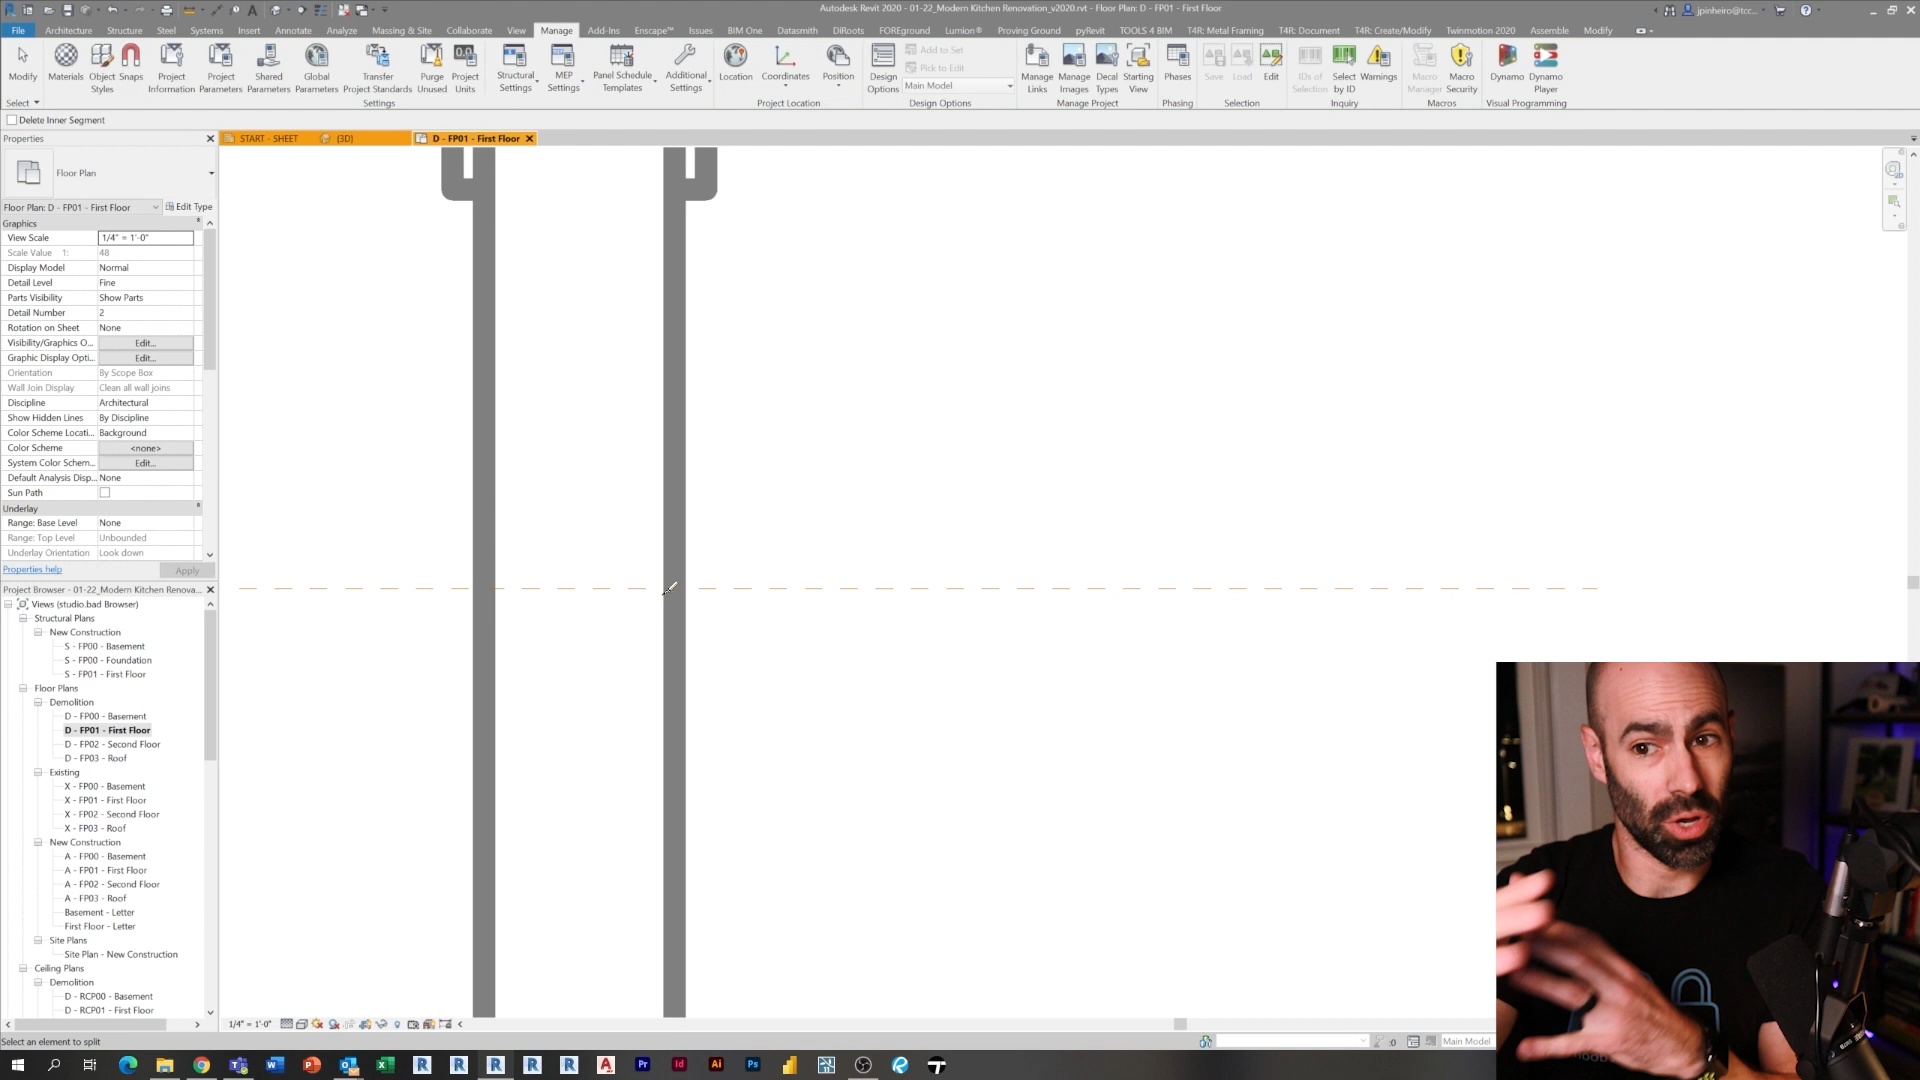 Autodesk Revit 2020 - 01-22_Modern Kitchen Renovation_v2020.rvt - Floor Plan: D - FP01 - First Floor
jpinheiro@tcc...
File Architecture Structure Steel Systems Insert Annotate Analyze Massing & Site Collaborate View Manage Add-Ins Enscape™ Issues BIM One Datasmith DiRoots FOREground Lumion® Proving Ground pyRevit TOOLS 4 BIM T4R: Metal Framing T4R: Document T4R: Create/Modify Twinmotion 2020 Assemble Modify
Modify Materials Object Styles Snaps Project Information Project Parameters Shared Parameters Global Parameters Transfer Project Standards Purge Unused Project Units Structural Settings MEP Settings Panel Schedule Templates Additional Settings Location Coordinates Position Design Options Add to Set Pick to Edit Main Model Manage Links Manage Images Decal Types Starting View Phases Save Load Edit IDs of Selection Select by ID Warnings Macro Manager Macro Security Dynamo Dynamo Player
Select Settings Project Location Design Options Manage Project Phasing Selection Inquiry Macros Visual Programming
Delete Inner Segment
Properties
START - SHEET {3D} D - FP01 - First Floor
Floor Plan
Floor Plan: D - FP01 - First Floor Edit Type
Graphics
View Scale 1/4" = 1'-0"
Scale Value 1: 48
Display Model Normal
Detail Level Fine
Parts Visibility Show Parts
Detail Number 2
Rotation on Sheet None
Visibility/Graphics O... Edit...
Graphic Display Opti... Edit...
Orientation By Scope Box
Wall Join Display Clean all wall joins
Discipline Architectural
Show Hidden Lines By Discipline
Color Scheme Locati... Background
Color Scheme <none>
System Color Schem... Edit...
Default Analysis Disp... None
Sun Path
Underlay
Range: Base Level None
Range: Top Level Unbounded
Underlay Orientation Look down
Properties help Apply
Project Browser - 01-22_Modern Kitchen Renova...
Views (studio.bad Browser)
Structural Plans
New Construction
S - FP00 - Basement
S - FP00 - Foundation
S - FP01 - First Floor
Floor Plans
Demolition
D - FP00 - Basement
D - FP01 - First Floor
D - FP02 - Second Floor
D - FP03 - Roof
Existing
X - FP00 - Basement
X - FP01 - First Floor
X - FP02 - Second Floor
X - FP03 - Roof
New Construction
A - FP00 - Basement
A - FP01 - First Floor
A - FP02 - Second Floor
A - FP03 - Roof
Basement - Letter
First Floor - Letter
Site Plans
Site Plan - New Construction
Ceiling Plans
Demolition
D - RCP00 - Basement
D - RCP01 - First Floor
1/4" = 1'-0"
Select an element to split
:0 Main Model